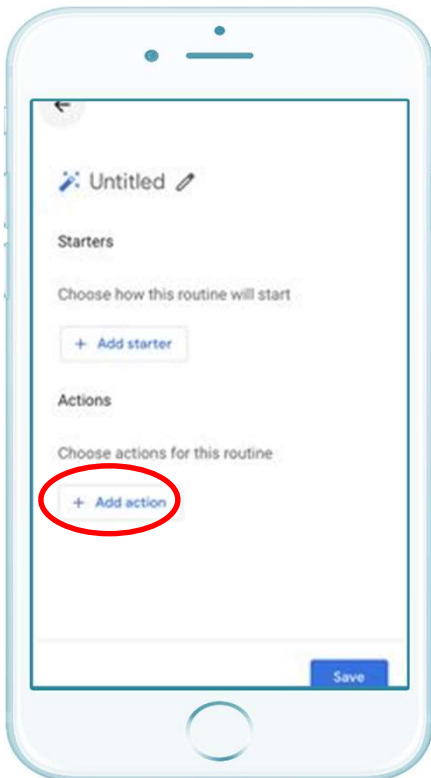 Untitled
Starters
Choose how this routine will start
+ Add starter
Actions
Choose actions for this routine
+ Add action
Save